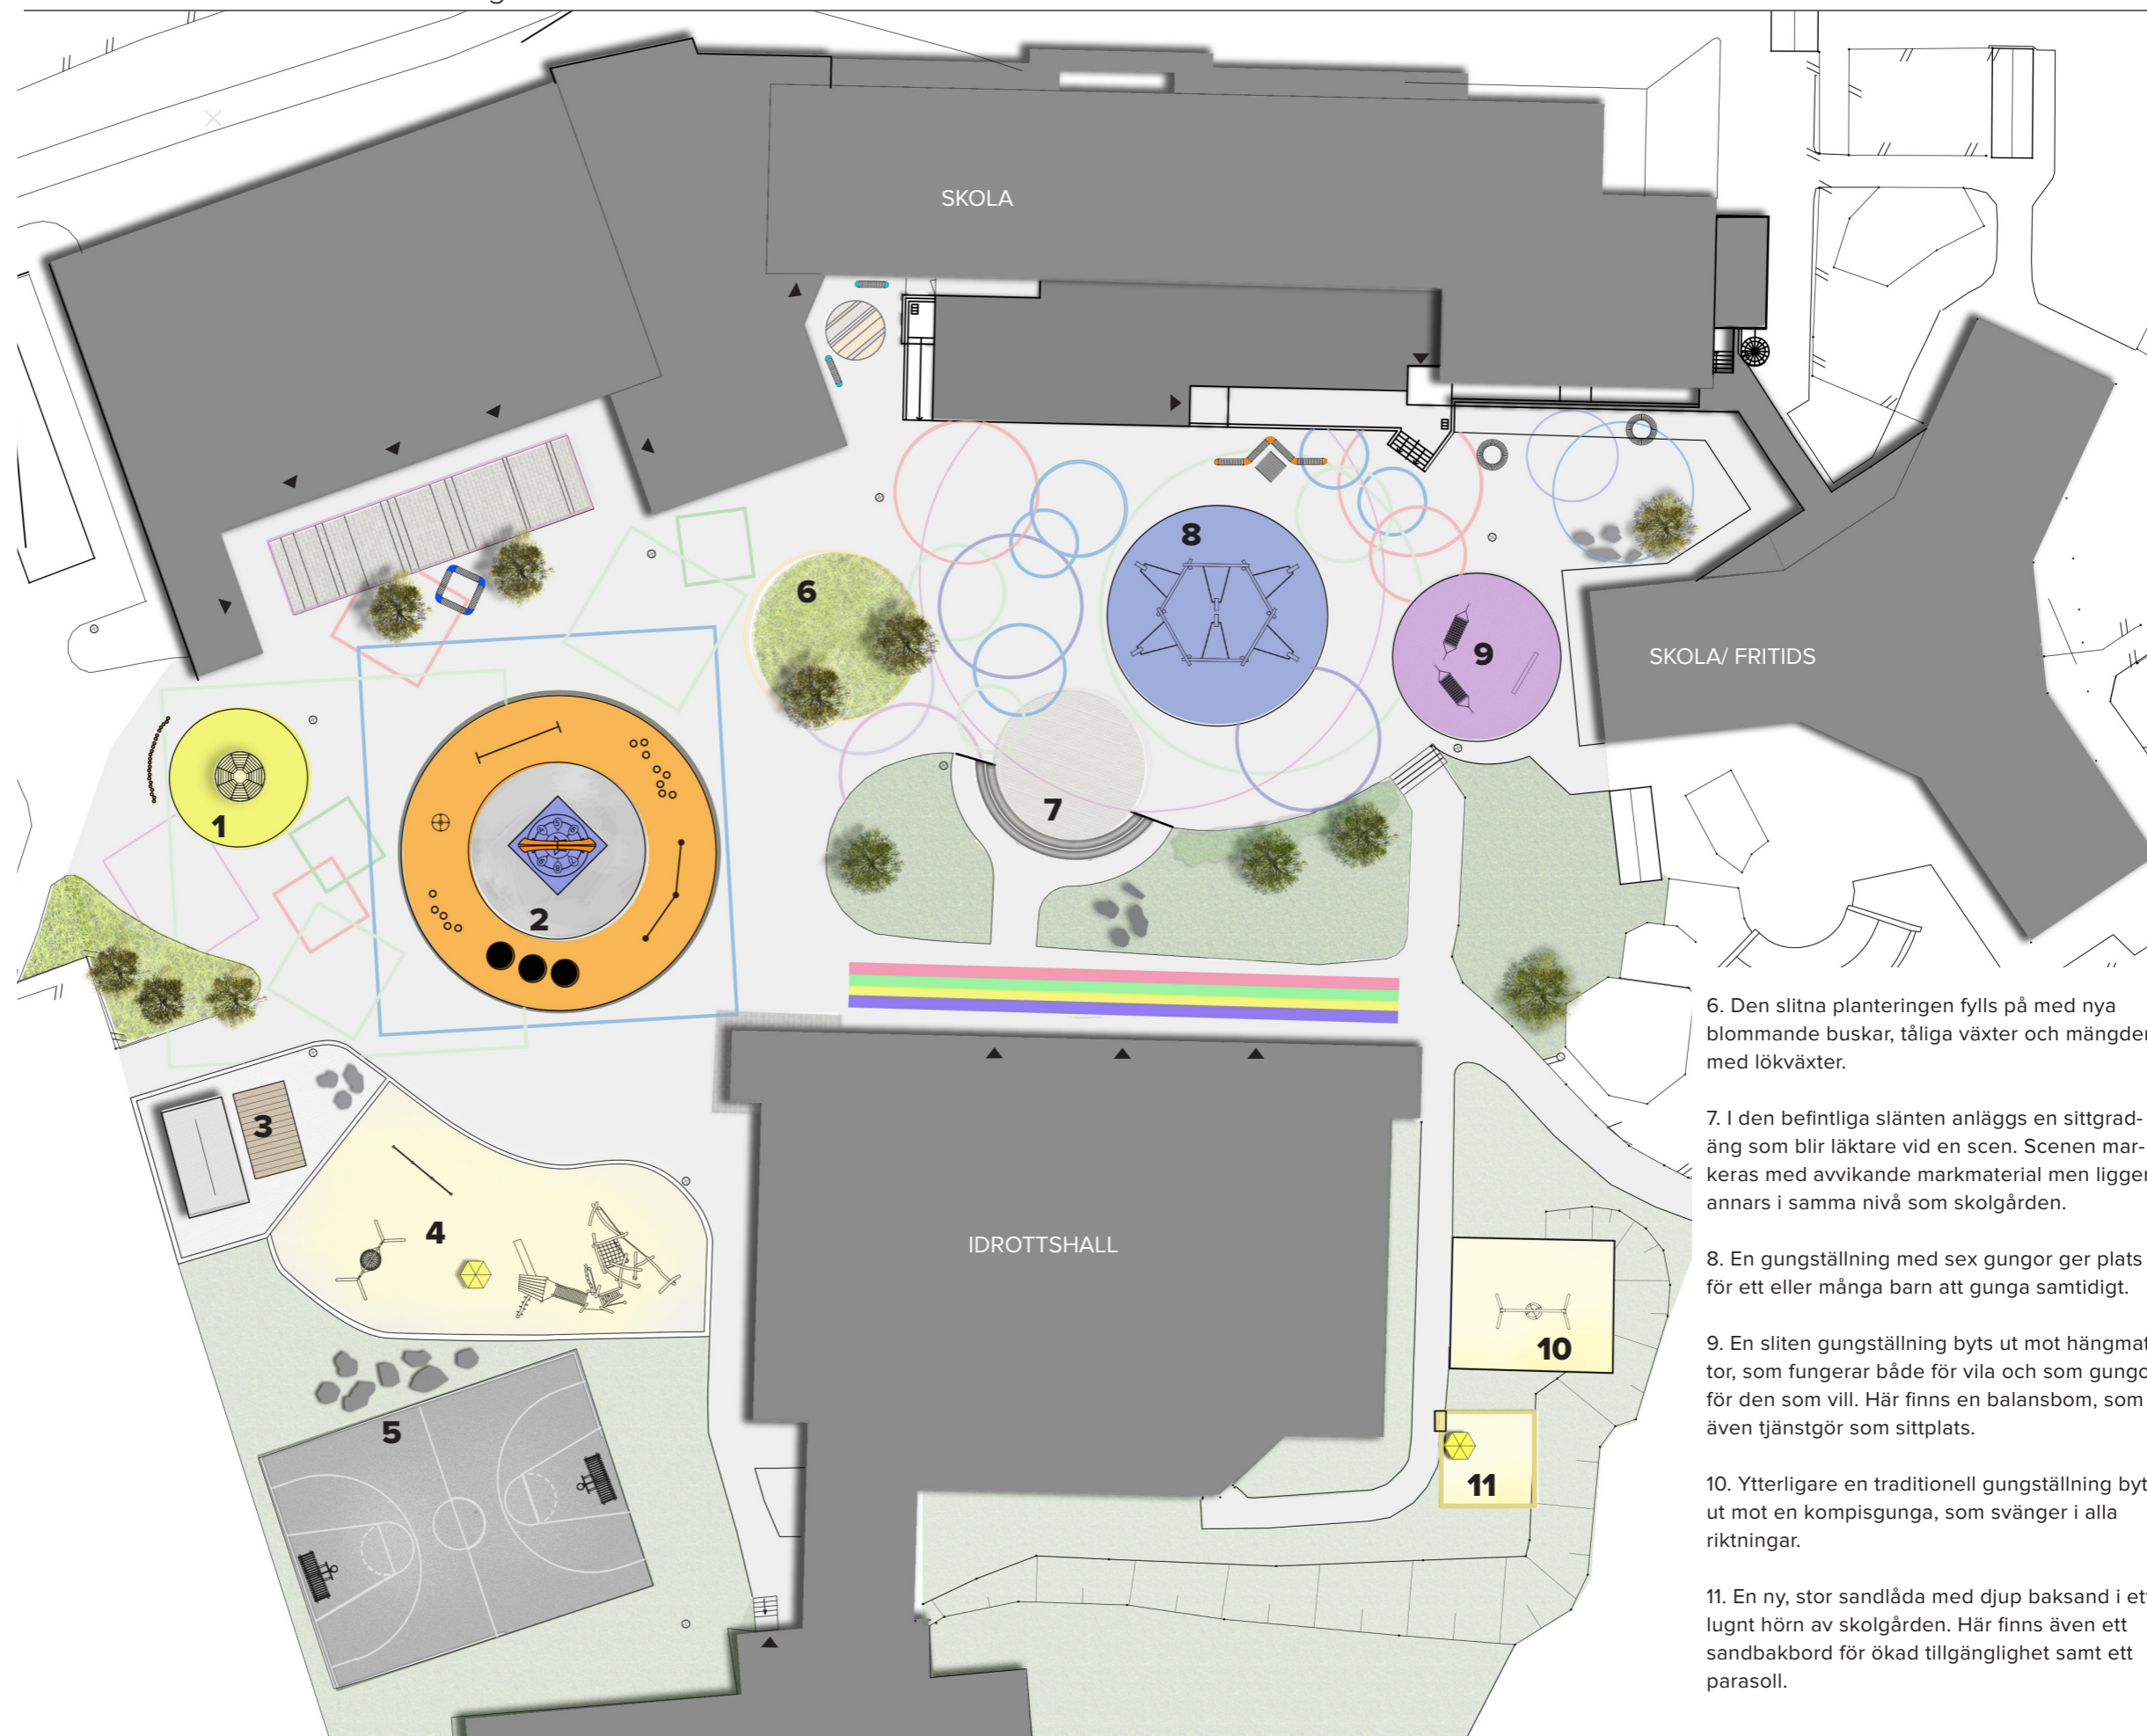 SKOLA
8
6
9
SKOLA/ FRITIDS
7
1
2
3
4
IDROTTSHALL
10
5
11
6. Den slitna planteringen fylls på med nya
blommande buskar, tåliga växter och mängder
med lökväxter.
7. I den befintliga slänten anläggs en sittgrad-
äng som blir läktare vid en scen. Scenen mar-
keras med avvikande markmaterial men ligger
annars i samma nivå som skolgården.
8. En gungställning med sex gungor ger plats
för ett eller många barn att gunga samtidigt.
9. En sliten gungställning byts ut mot hängmat
tor, som fungerar både för vila och som gungo
för den som vill. Här finns en balansbom, som
även tjänstgör som sittplats.
10. Ytterligare en traditionell gungställning byt
ut mot en kompisgunga, som svänger i alla
riktningar.
11. En ny, stor sandlåda med djup baksand i ett
lugnt hörn av skolgården. Här finns även ett
sandbakbord för ökad tillgänglighet samt ett
parasoll.